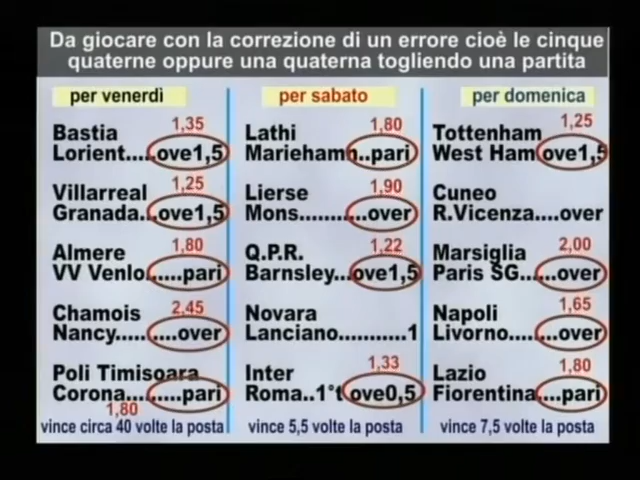 Da giocare con la correzione di un errore cioè le cinque
quaterne oppure una quaterna togliendo una partita
per venerdì
Bastia 1,35
Lorient....ove1,5
Villarreal 1,25
Granada..ove1,5
Almere 1,80
VV Venlo......pari
Chamois 2,45
Nancy.........over
Poli Timisoara
Corona.........pari
1,80
vince circa 40 volte la posta
per sabato
Lathi 1,80
Mariehamn..pari
Lierse 1,90
Mons..........over
Q.P.R. 1,22
Barnsley...ove1,5
Novara
Lanciano...........1
Inter 1,33
Roma..1°t ove0,5
vince 5,5 volte la posta
per domenica
Tottenham 1,25
West Ham ove1,5
Cuneo
R.Vicenza....over
Marsiglia 2,00
Paris SG.....over
Napoli 1,65
Livorno......over
Lazio 1,80
Fiorentina....pari
vince 7,5 volte la posta